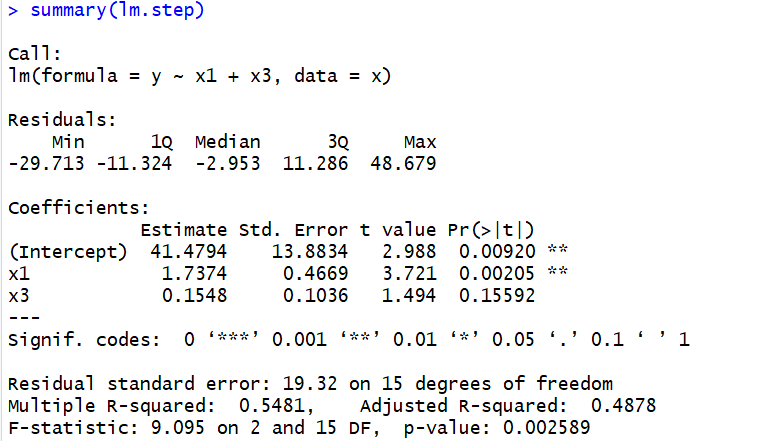 > summary(lm.step)
Call:
lm(formula = y ~ x1 + x3, data = x)
Residuals:
    Min      1Q  Median      3Q     Max
-29.713 -11.324  -2.953  11.286  48.679
Coefficients:
            Estimate Std. Error t value Pr(>|t|)
(Intercept)  41.4794    13.8834   2.988  0.00920 **
x1            1.7374     0.4669   3.721  0.00205 **
x3            0.1548     0.1036   1.494  0.15592
---
Signif. codes:  0 ‘***’ 0.001 ‘**’ 0.01 ‘*’ 0.05 ‘.’ 0.1 ‘ ’ 1
Residual standard error: 19.32 on 15 degrees of freedom
Multiple R-squared:  0.5481,    Adjusted R-squared:  0.4878
F-statistic: 9.095 on 2 and 15 DF,  p-value: 0.002589